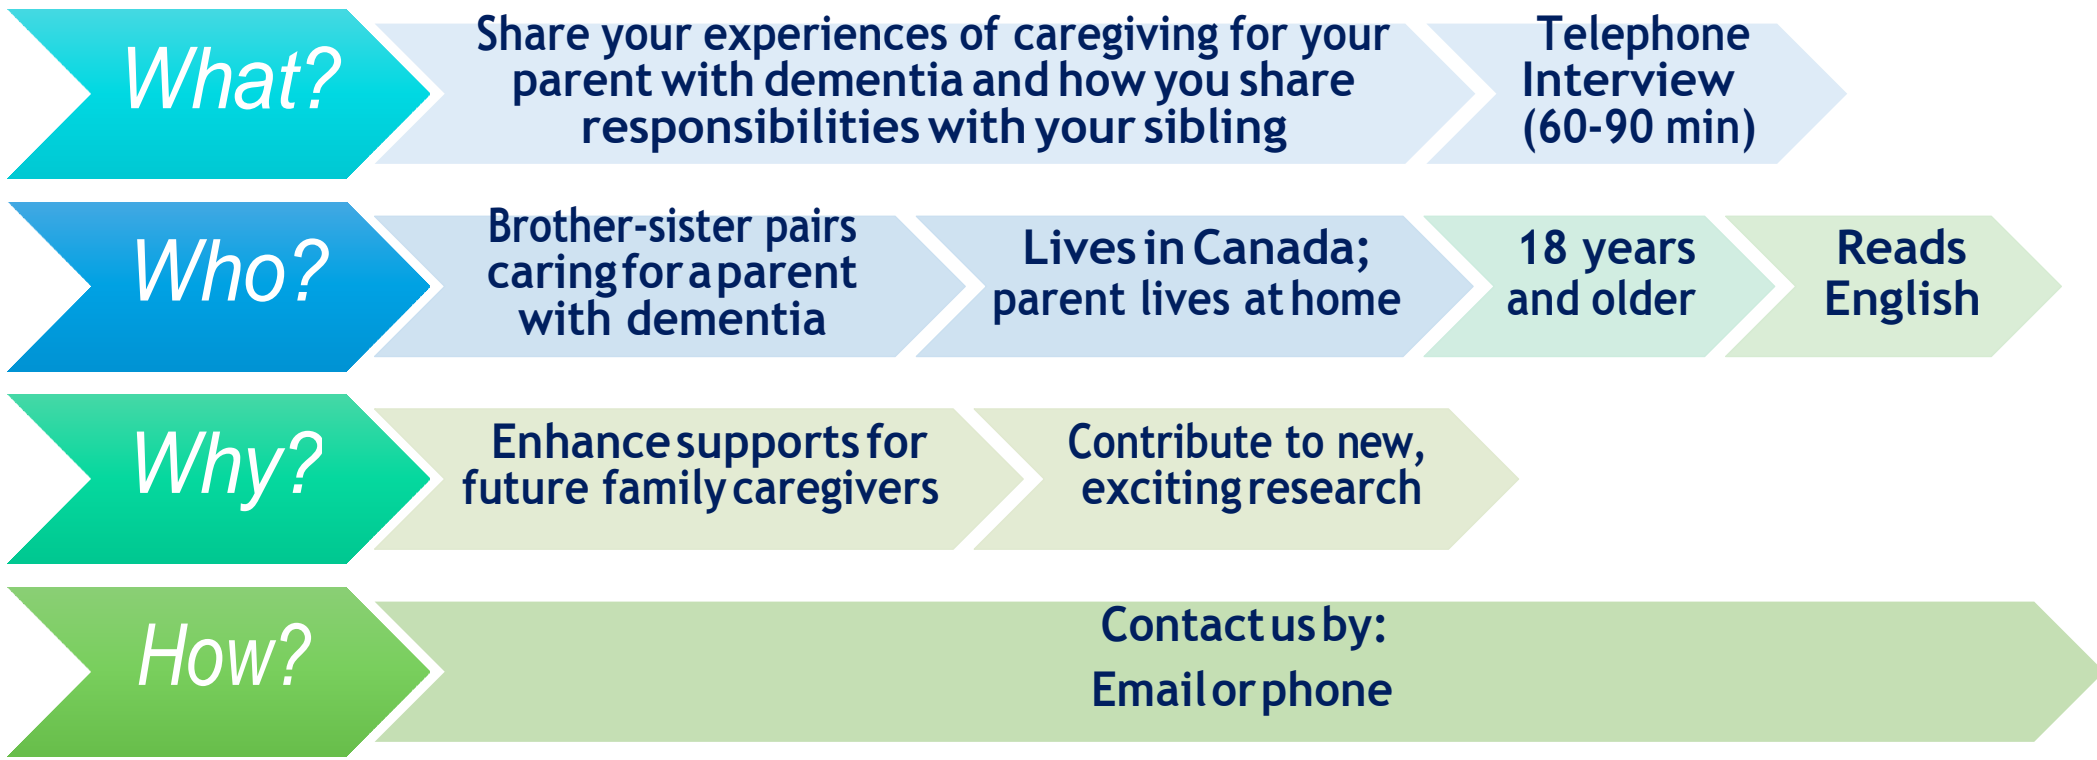 What?
Share your experiences of caregiving for your
parent with dementia and how you share
responsibilities with your sibling
Telephone
Interview
(60-90 min)
Who?
Brother-sister pairs
caring for a parent
with dementia
Lives in Canada;
parent lives at home
18 years
and older
Reads
English
Why?
Enhance supports for
future family caregivers
Contribute to new,
exciting research
How?
Contact us by:
Email or phone